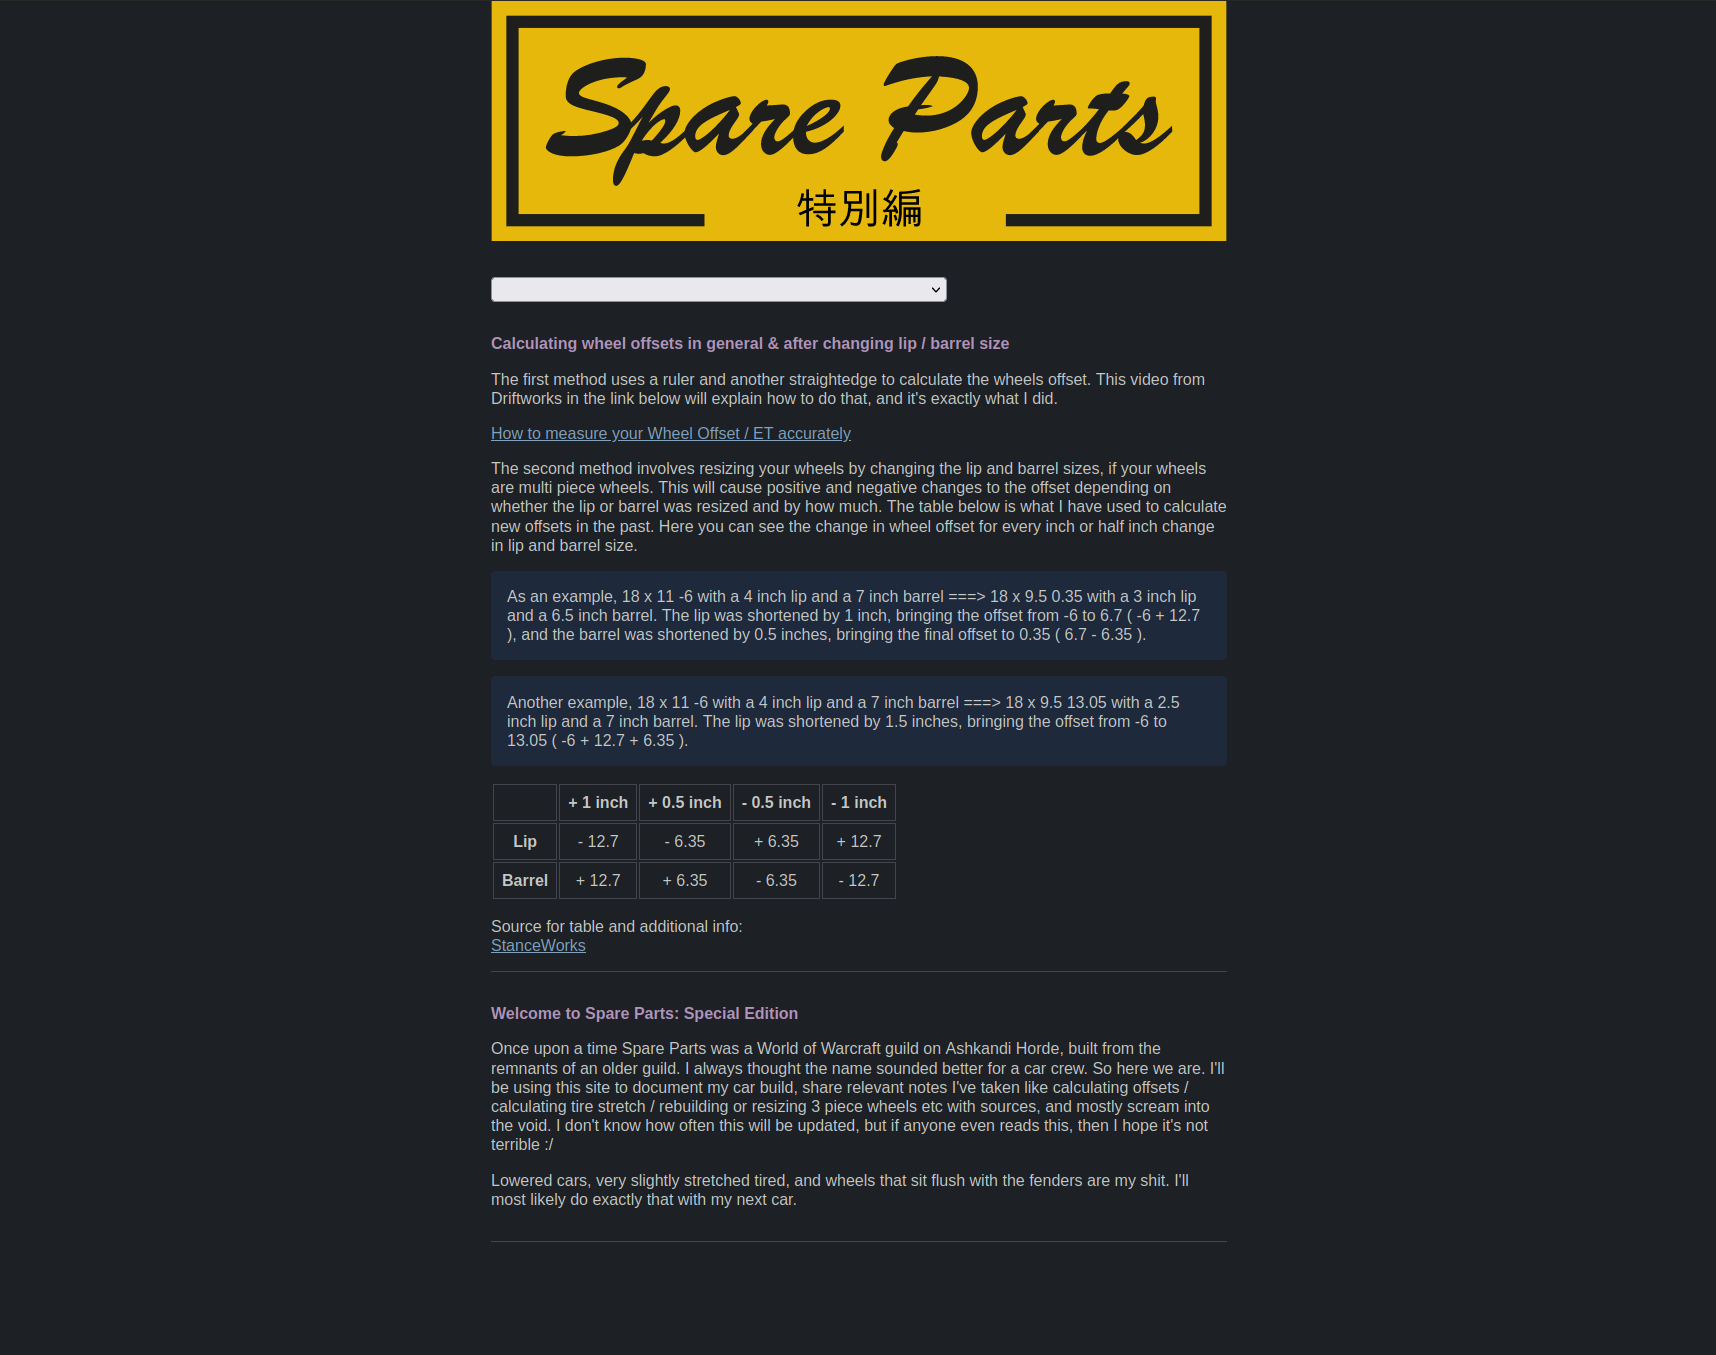 Spare Parts
特別編
Calculating wheel offsets in general & after changing lip / barrel size
The first method uses a ruler and another straightedge to calculate the wheels offset. This video from
Driftworks in the link below will explain how to do that, and it's exactly what I did.
How to measure your Wheel Offset / ET accurately
The second method involves resizing your wheels by changing the lip and barrel sizes, if your wheels
are multi piece wheels. This will cause positive and negative changes to the offset depending on
whether the lip or barrel was resized and by how much. The table below is what I have used to calculate
new offsets in the past. Here you can see the change in wheel offset for every inch or half inch change
in lip and barrel size.
As an example, 18 x 11 -6 with a 4 inch lip and a 7 inch barrel ===> 18 x 9.5 0.35 with a 3 inch lip
and a 6.5 inch barrel. The lip was shortened by 1 inch, bringing the offset from -6 to 6.7 ( -6 + 12.7
), and the barrel was shortened by 0.5 inches, bringing the final offset to 0.35 ( 6.7 - 6.35 ).
Another example, 18 x 11 -6 with a 4 inch lip and a 7 inch barrel ===> 18 x 9.5 13.05 with a 2.5
inch lip and a 7 inch barrel. The lip was shortened by 1.5 inches, bringing the offset from -6 to
13.05 ( -6 + 12.7 + 6.35 ).
+ 1 inch + 0.5 inch - 0.5 inch - 1 inch
Lip - 12.7 - 6.35 + 6.35 + 12.7
Barrel + 12.7 + 6.35 - 6.35 - 12.7
Source for table and additional info:
StanceWorks
Welcome to Spare Parts: Special Edition
Once upon a time Spare Parts was a World of Warcraft guild on Ashkandi Horde, built from the
remnants of an older guild. I always thought the name sounded better for a car crew. So here we are. I'll
be using this site to document my car build, share relevant notes I've taken like calculating offsets /
calculating tire stretch / rebuilding or resizing 3 piece wheels etc with sources, and mostly scream into
the void. I don't know how often this will be updated, but if anyone even reads this, then I hope it's not
terrible :/
Lowered cars, very slightly stretched tired, and wheels that sit flush with the fenders are my shit. I'll
most likely do exactly that with my next car.